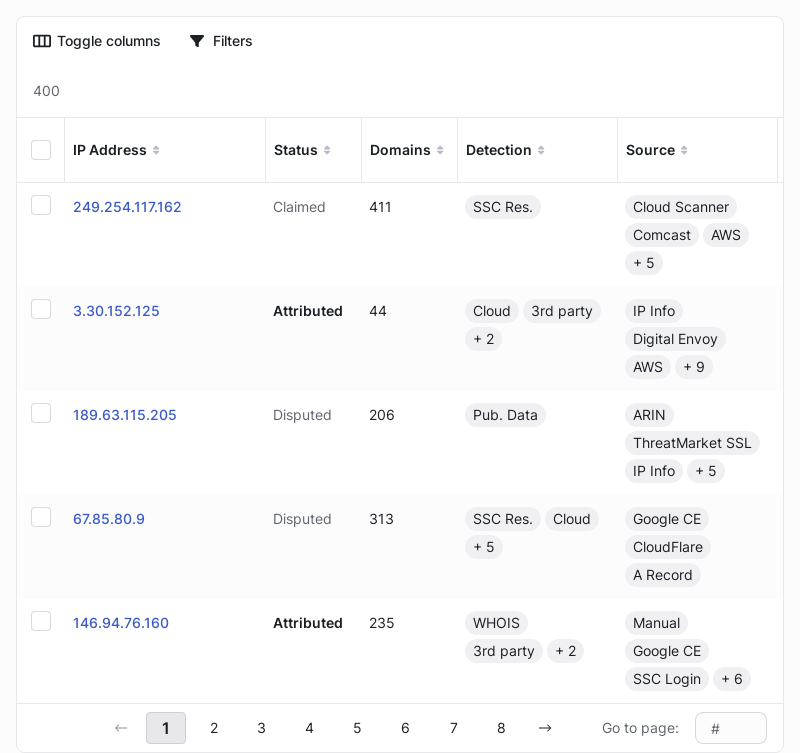 Toggle columns Filters
400
IP Address Status Domains Detection Source
249.254.117.162 Claimed 411 SSC Res. Cloud Scanner
Comcast AWS
+ 5
3.30.152.125 Attributed 44 Cloud 3rd party IP Info
+ 2 Digital Envoy
AWS + 9
189.63.115.205 Disputed 206 Pub. Data ARIN
ThreatMarket SSL
IP Info + 5
67.85.80.9 Disputed 313 SSC Res. Cloud Google CE
+ 5 CloudFlare
A Record
146.94.76.160 Attributed 235 WHOIS Manual
3rd party + 2 Google CE
SSC Login + 6
← 1 2 3 4 5 6 7 8 → Go to page: #